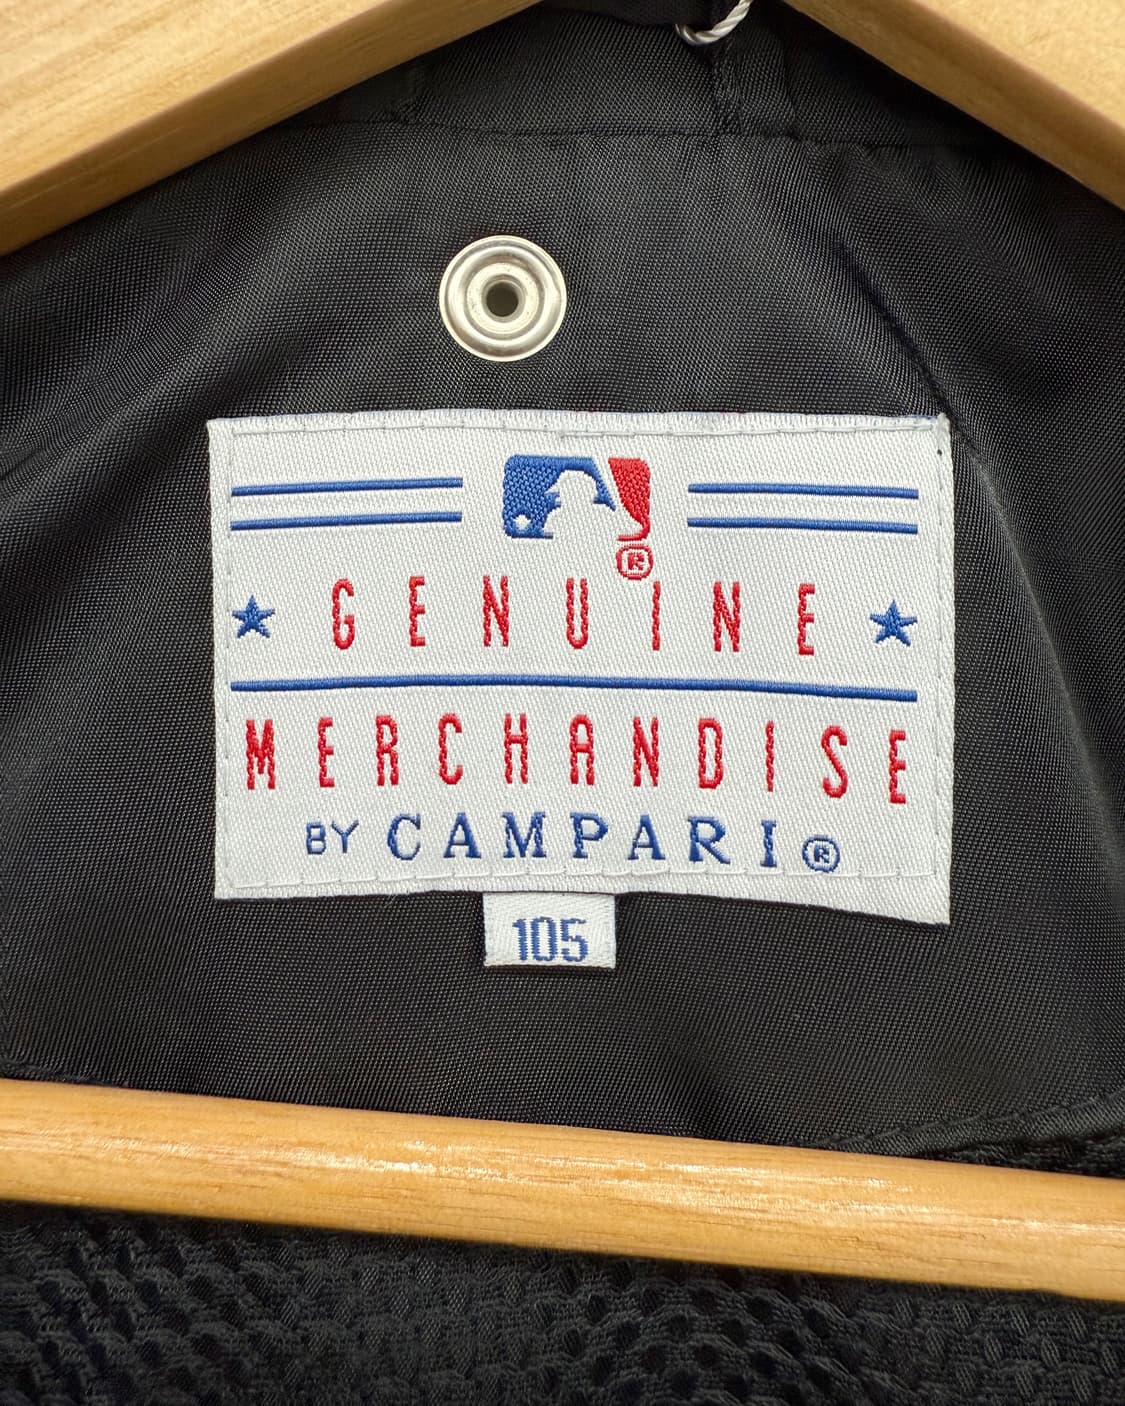 ®
GENUINE
MERCHANDISE
BY CAMPARI®
105